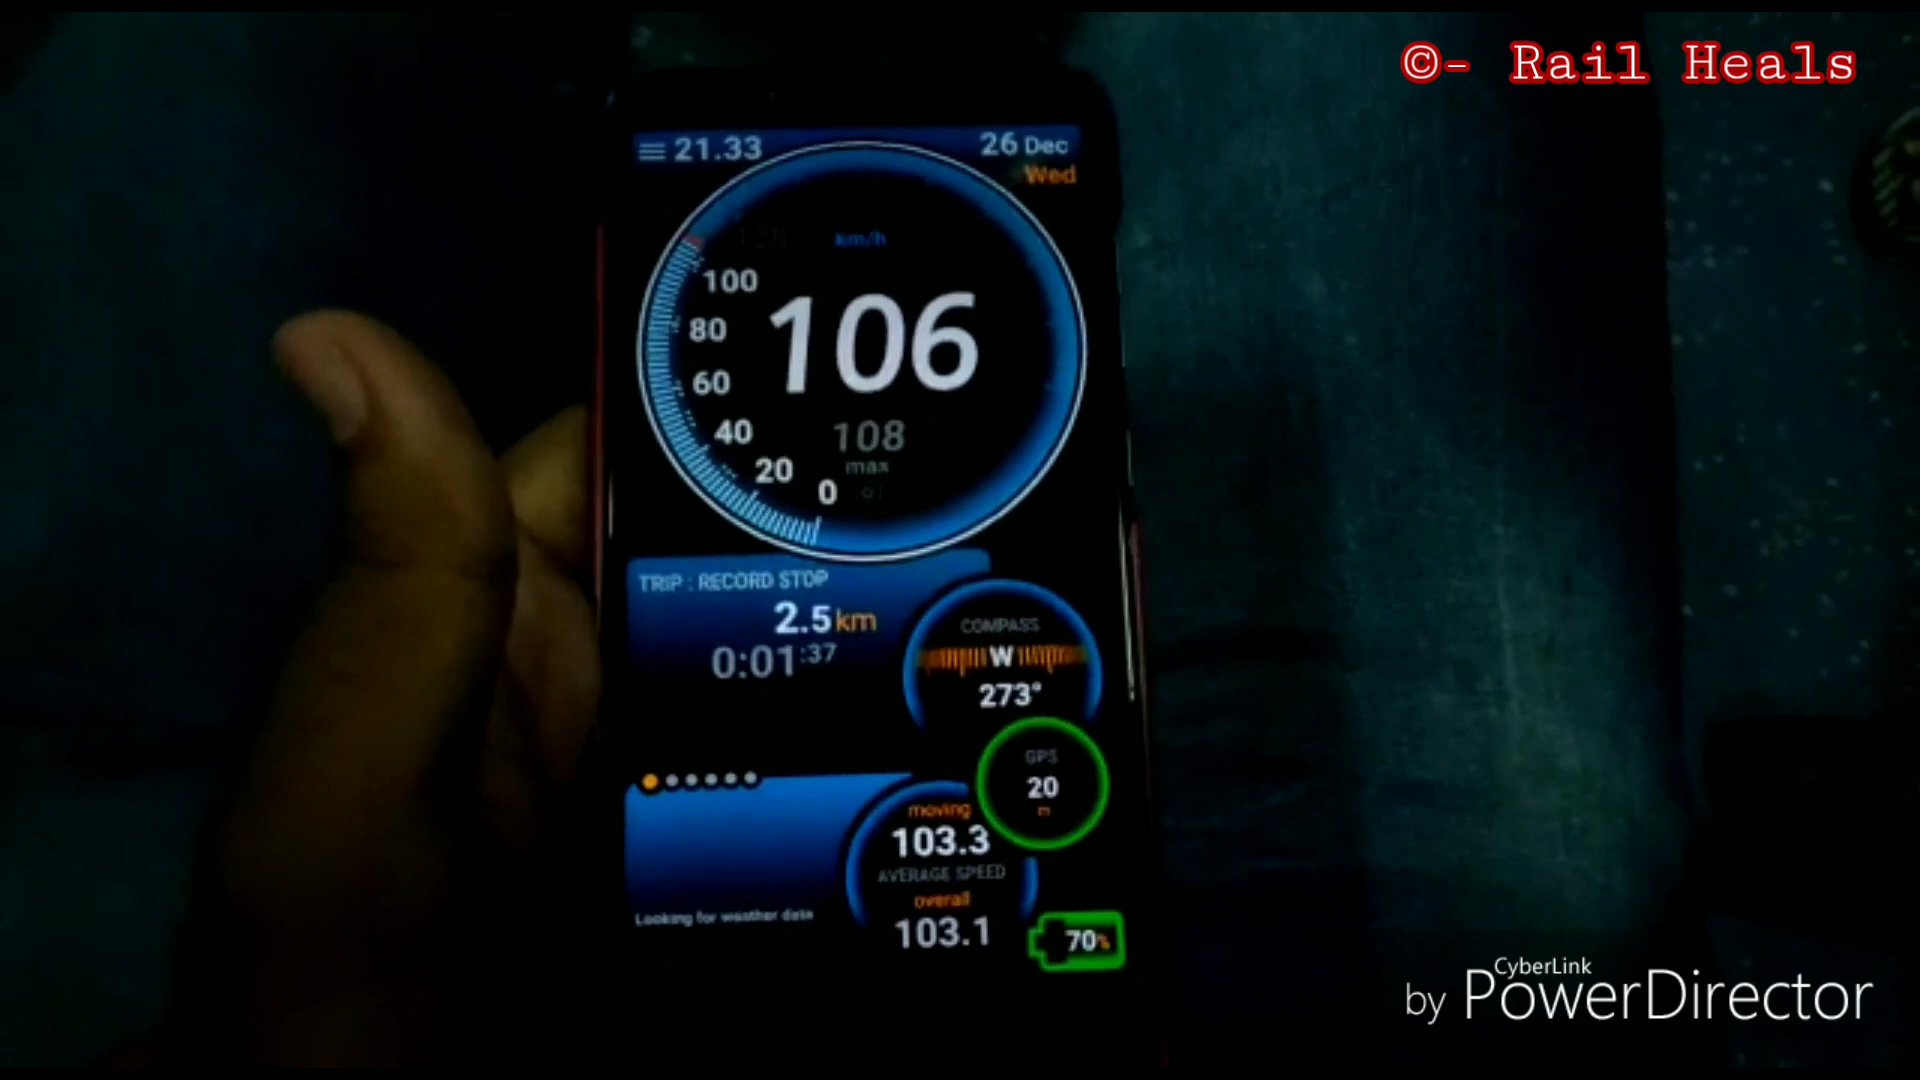 ©- Rail Heals
21.33
26 Dec
Wed
km/h
100
80
60
40
20
0
106
108
max
TRIP : RECORD STOP
2.5 km
0:01:37
COMPASS
W
273°
GPS
20
m
moving
103.3
AVERAGE SPEED
overall
103.1
Looking for weather data
70%
CyberLink
by PowerDirector